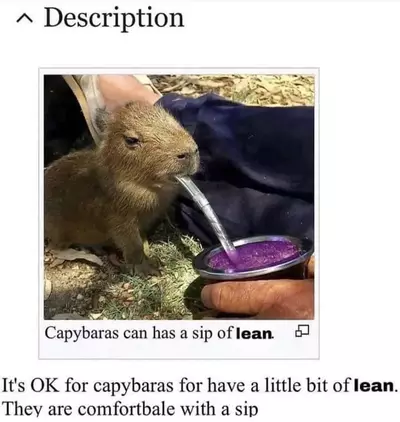 Description
Capybaras can has a sip of lean.
It's OK for capybaras for have a little bit of lean.
They are comfortbale with a sip